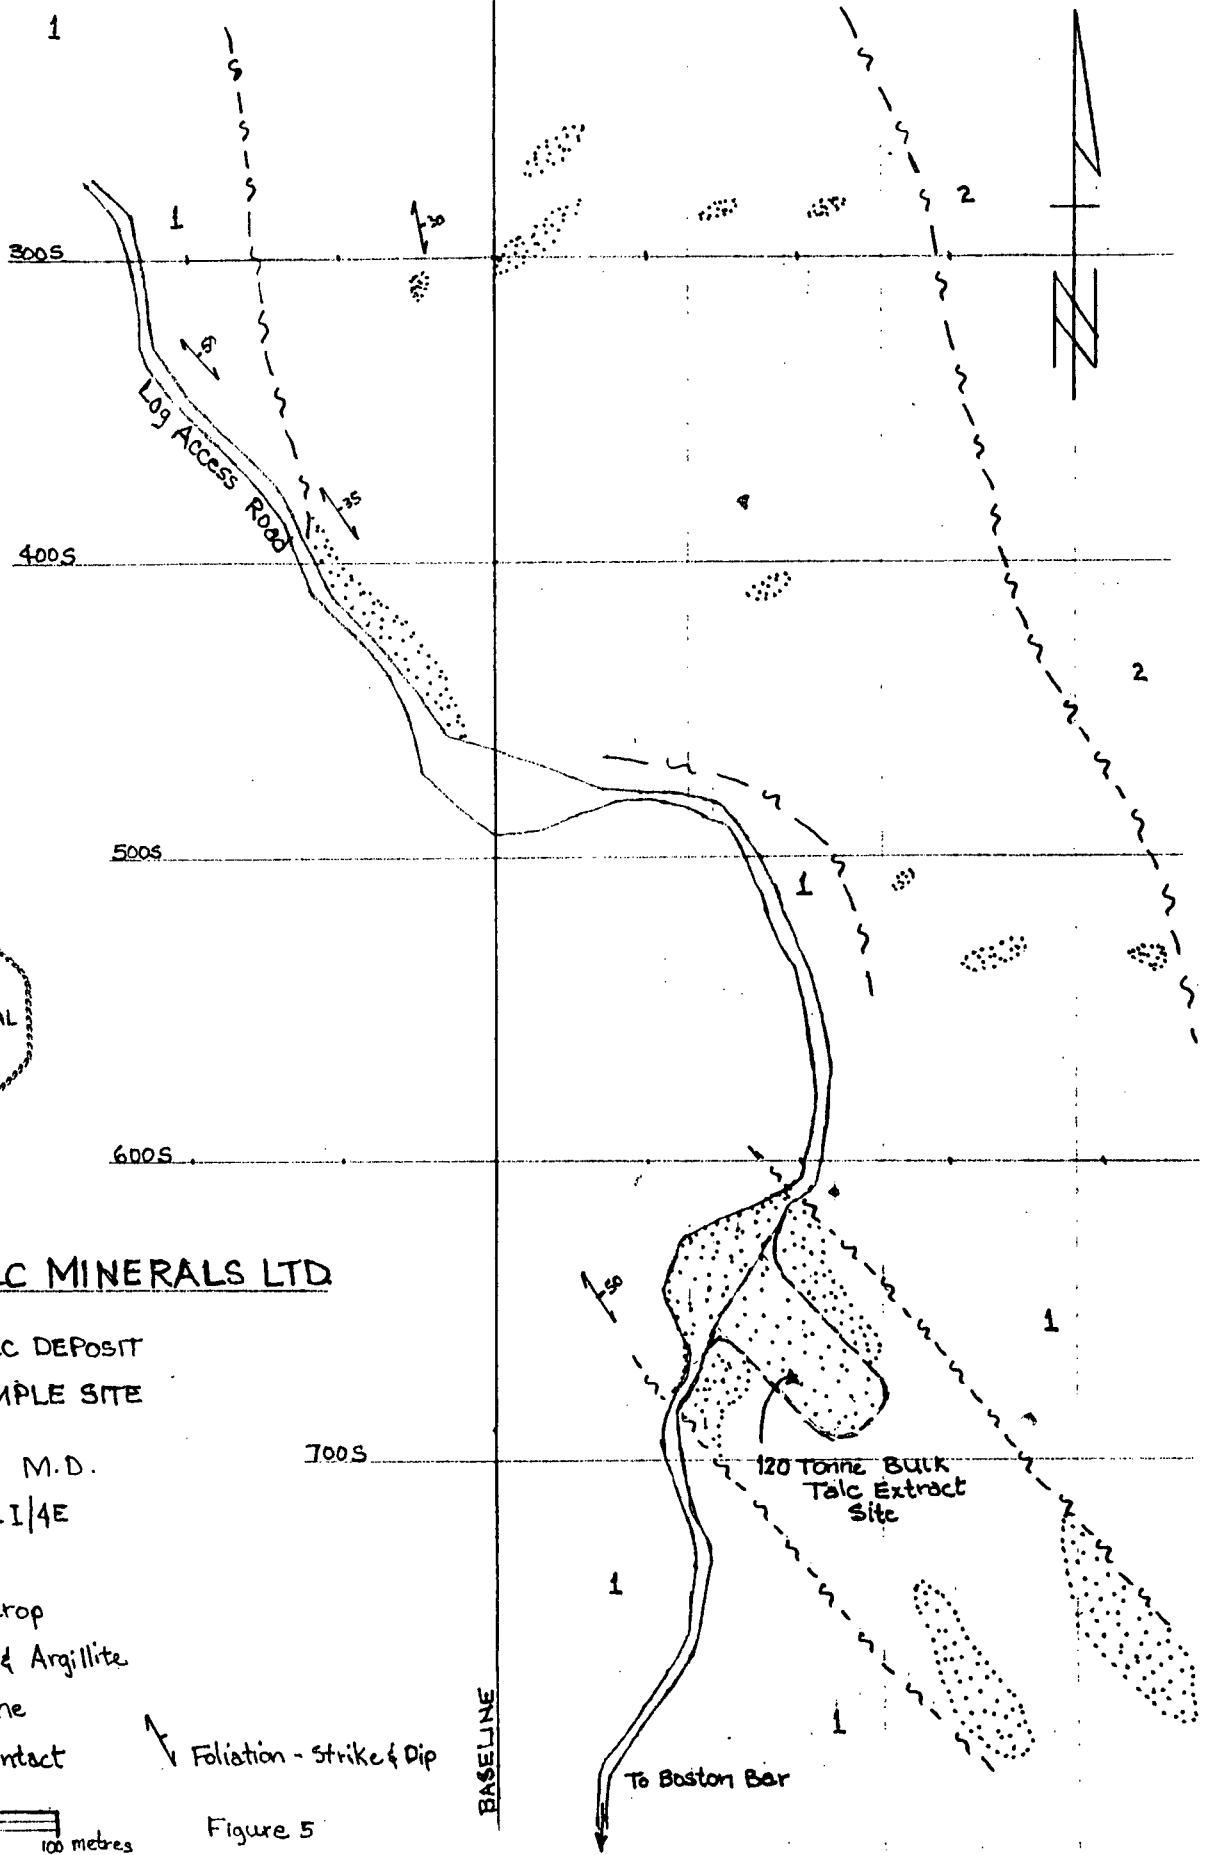 1
1
30
2
300S
55
Log Access Road
35
400S
2
500S
1
AL
600S
LC MINERALS LTD.
C DEPOSIT
MPLE SITE
50
1
M.D.
I/4E
700S
120 Tonne Bulk
Talc Extract
Site
1
rop
& Argillite
ne
ntact
Foliation - Strike & Dip
BASELINE
1
To Boston Bar
100 metres
Figure 5